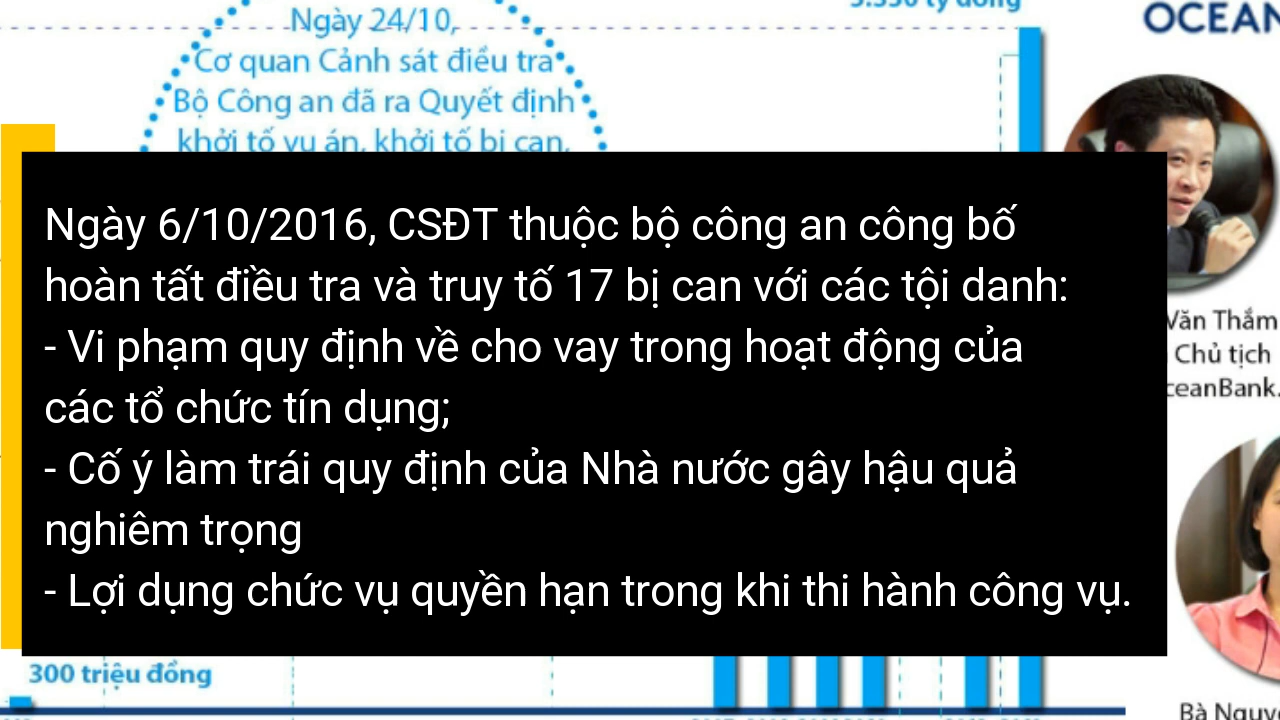 Ngày 24/10,
Cơ quan Cảnh sát điều tra
Bộ Công an đã ra Quyết định
khởi tố vụ án, khởi tố bị can,
tỷ đồng
OCEAN
Ngày 6/10/2016, CSĐT thuộc bộ công an công bố
hoàn tất điều tra và truy tố 17 bị can với các tội danh:
- Vi phạm quy định về cho vay trong hoạt động của
các tổ chức tín dụng;
- Cố ý làm trái quy định của Nhà nước gây hậu quả
nghiêm trọng
- Lợi dụng chức vụ quyền hạn trong khi thi hành công vụ.
Văn Thắm
Chủ tịch
ceanBank.
300 triệu đồng
Bà Nguy